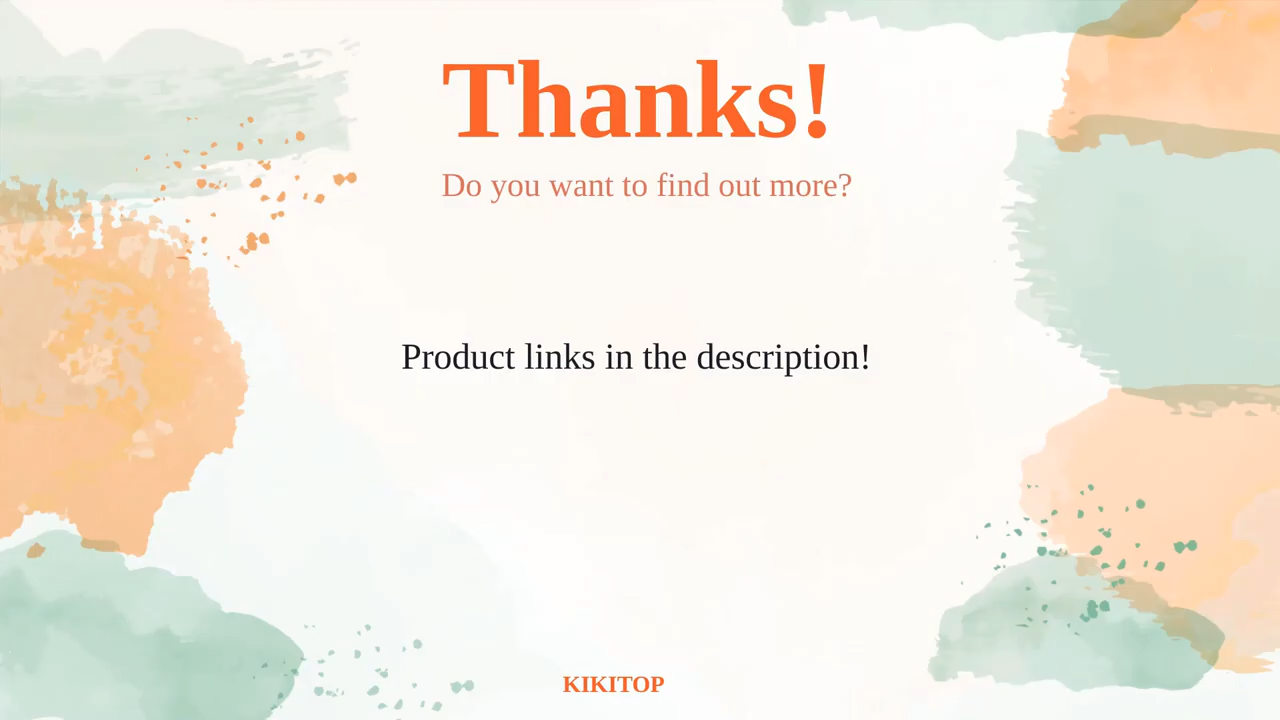 Thanks!
Do you want to find out more?
Product links in the description!
KIKITOP